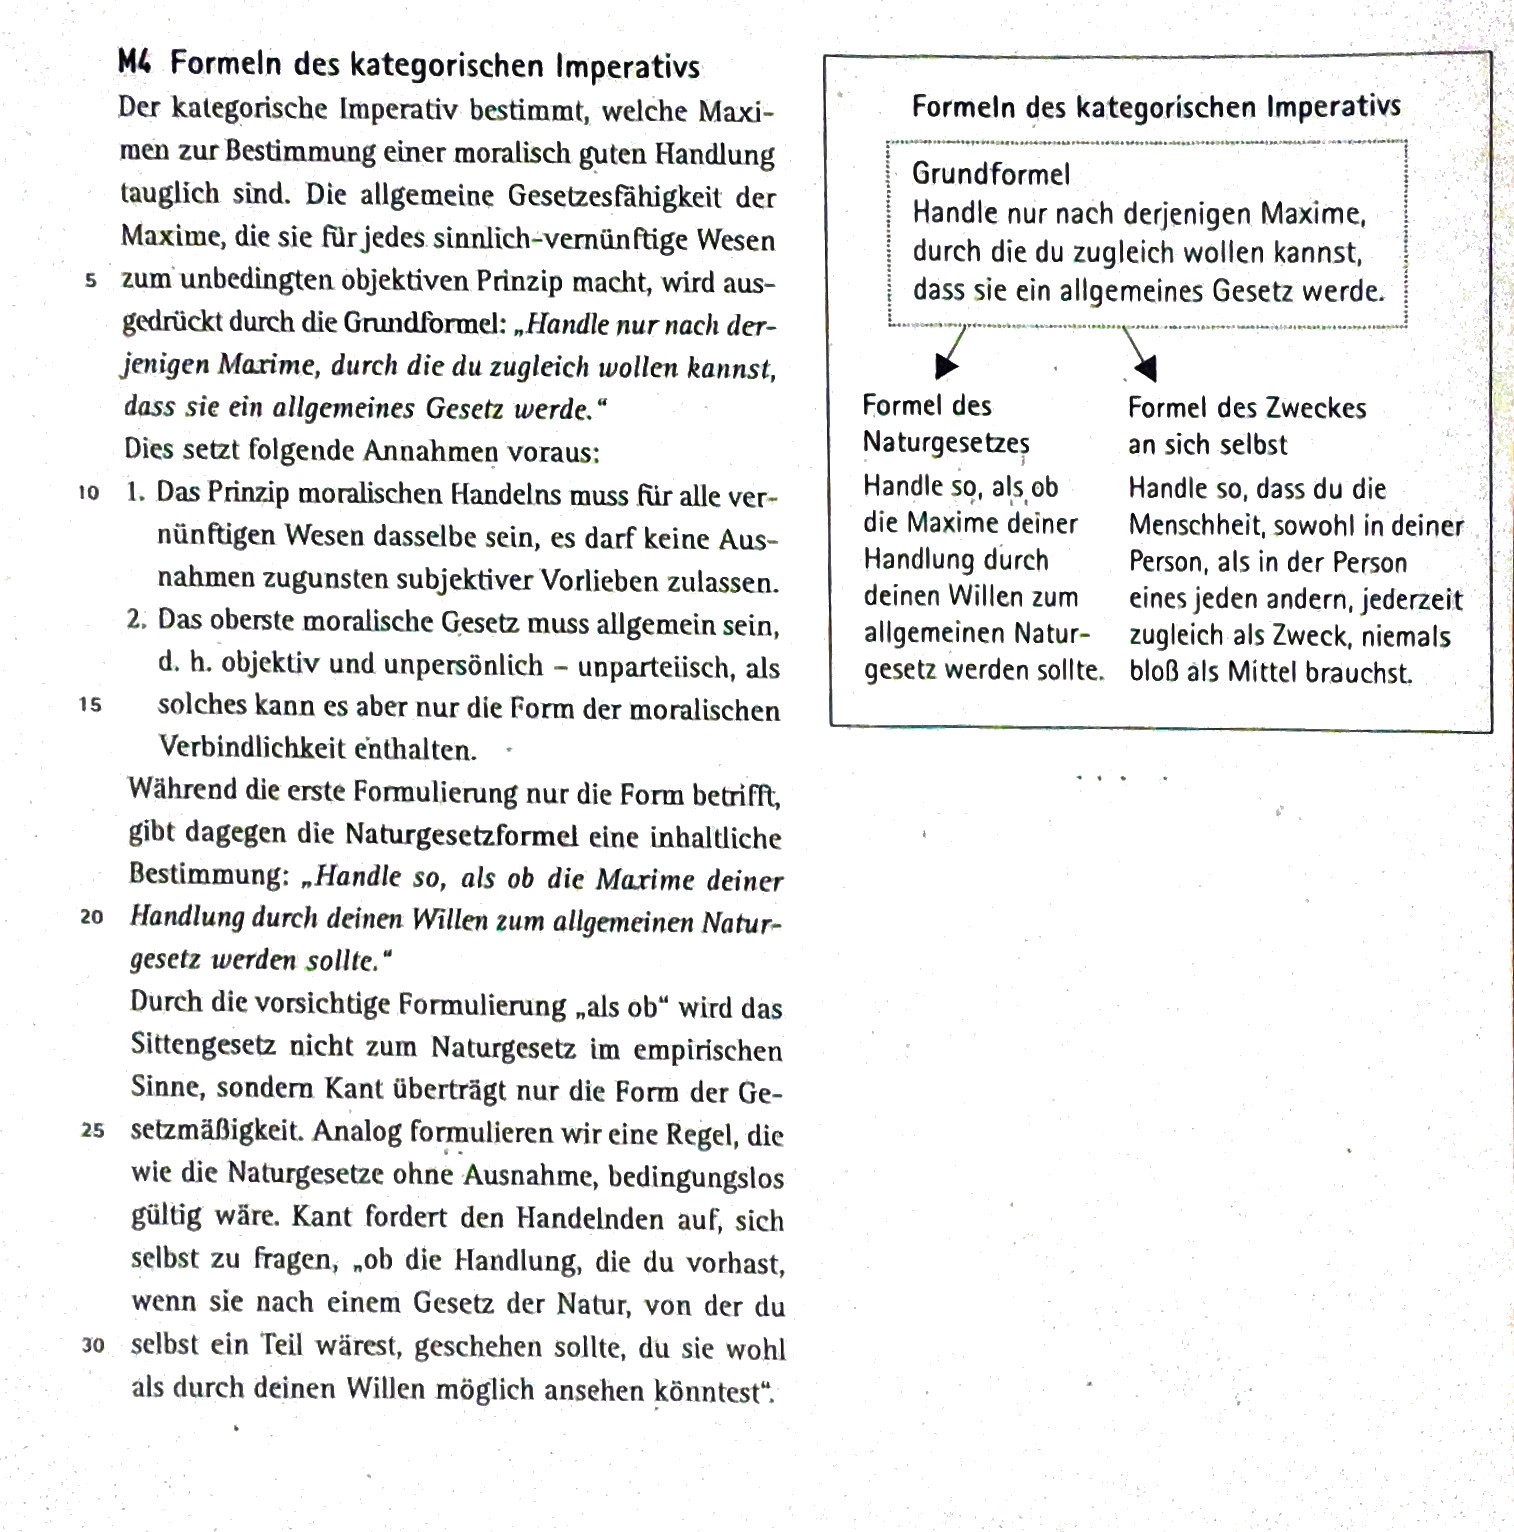 M4 Formeln des kategorischen Imperativs
Der kategorische Imperativ bestimmt, welche Maxi-
men zur Bestimmung einer moralisch guten Handlung
tauglich sind. Die allgemeine Gesetzesfähigkeit der
Maxime, die sie für jedes sinnlich-vernünftige Wesen
5 zum unbedingten objektiven Prinzip macht, wird aus-
gedrückt durch die Grundformel: „Handle nur nach der-
jenigen Maxime, durch die du zugleich wollen kannst,
dass sie ein allgemeines Gesetz werde.“
Dies setzt folgende Annahmen voraus:
10 1. Das Prinzip moralischen Handelns muss für alle ver-
nünftigen Wesen dasselbe sein, es darf keine Aus-
nahmen zugunsten subjektiver Vorlieben zulassen.
2. Das oberste moralische Gesetz muss allgemein sein,
d. h. objektiv und unpersönlich – unparteiisch, als
15 solches kann es aber nur die Form der moralischen
Verbindlichkeit enthalten.
Während die erste Formulierung nur die Form betrifft,
gibt dagegen die Naturgesetzformel eine inhaltliche
Bestimmung: „Handle so, als ob die Maxime deiner
20 Handlung durch deinen Willen zum allgemeinen Natur-
gesetz werden sollte.“
Durch die vorsichtige Formulierung „als ob“ wird das
Sittengesetz nicht zum Naturgesetz im empirischen
Sinne, sondern Kant überträgt nur die Form der Ge-
25 setzmäßigkeit. Analog formulieren wir eine Regel, die
wie die Naturgesetze ohne Ausnahme, bedingungslos
gültig wäre. Kant fordert den Handelnden auf, sich
selbst zu fragen, „ob die Handlung, die du vorhast,
wenn sie nach einem Gesetz der Natur, von der du
30 selbst ein Teil wärest, geschehen sollte, du sie wohl
als durch deinen Willen möglich ansehen könntest“.
Formeln des kategorischen Imperativs
Grundformel
Handle nur nach derjenigen Maxime,
durch die du zugleich wollen kannst,
dass sie ein allgemeines Gesetz werde.
Formel des
Naturgesetzes
Handle so, als ob
die Maxime deiner
Handlung durch
deinen Willen zum
allgemeinen Natur-
gesetz werden sollte.
Formel des Zweckes
an sich selbst
Handle so, dass du die
Menschheit, sowohl in deiner
Person, als in der Person
eines jeden andern, jederzeit
zugleich als Zweck, niemals
bloß als Mittel brauchst.